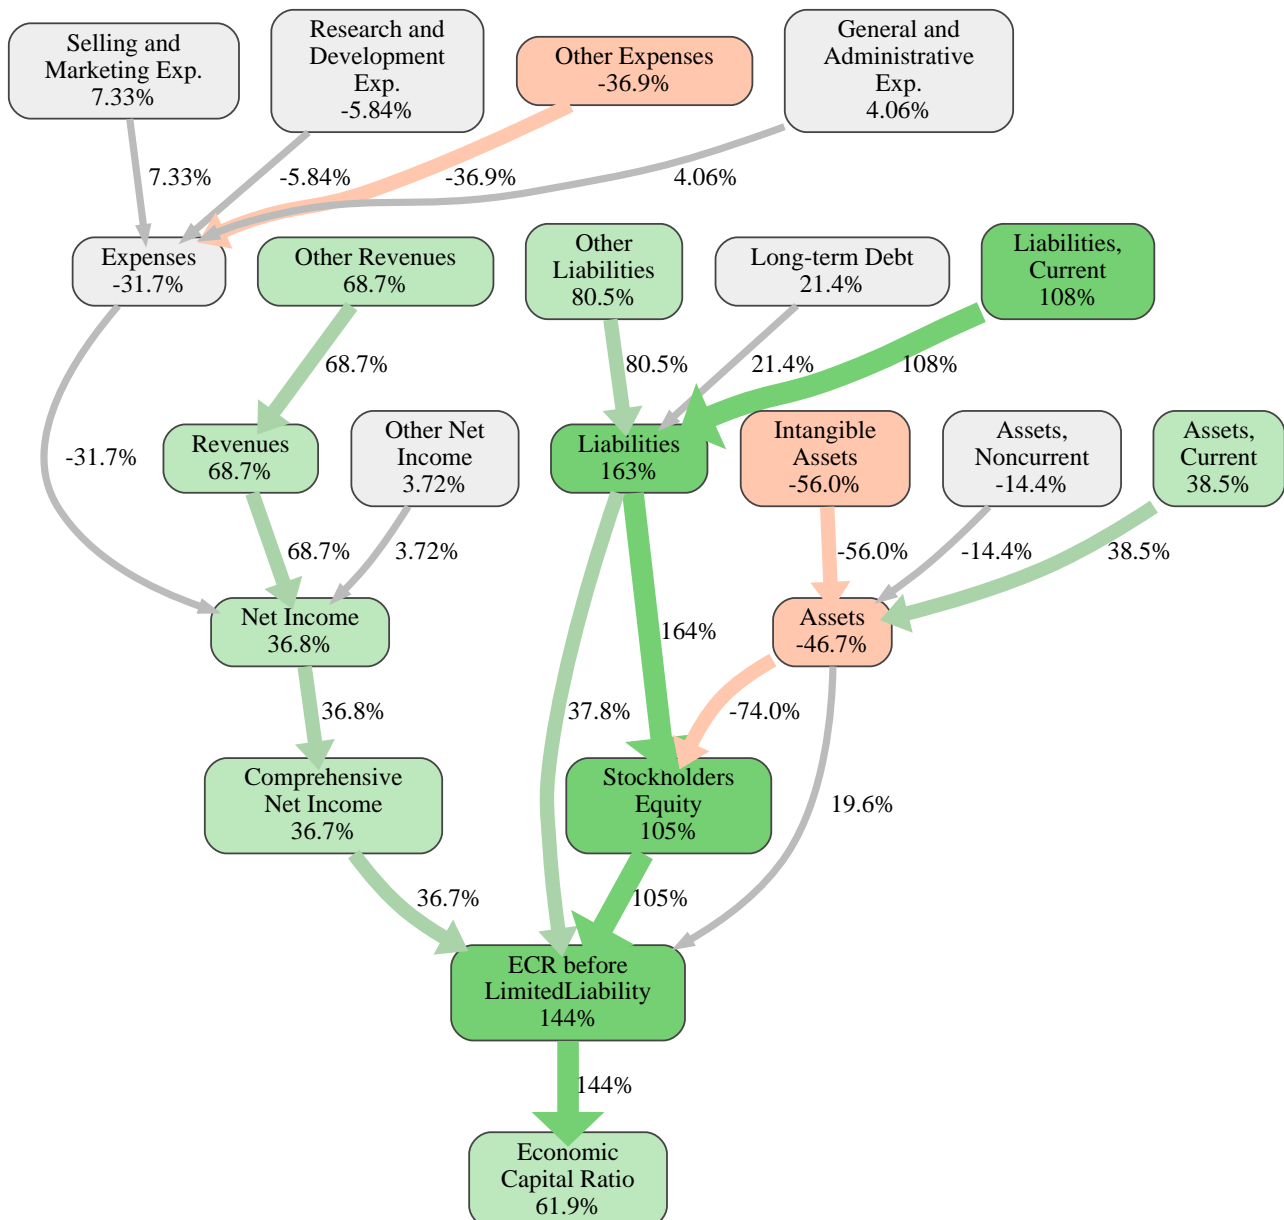 Selling and
Marketing Exp.
7.33%
Research and
Development
Exp.
-5.84%
Other Expenses
-36.9%
General and
Administrative
Exp.
4.06%
7.33%
-5.84%
-36.9%
4.06%
Expenses
-31.7%
Other Revenues
68.7%
Other
Liabilities
80.5%
Long-term Debt
21.4%
Liabilities,
Current
108%
68.7%
80.5%
21.4%
108%
-31.7%
Revenues
68.7%
Other Net
Income
3.72%
Liabilities
163%
Intangible
Assets
-56.0%
Assets,
Noncurrent
-14.4%
Assets,
Current
38.5%
68.7%
3.72%
-56.0%
-14.4%
38.5%
Net Income
36.8%
164%
Assets
-46.7%
36.8%
37.8%
-74.0%
Comprehensive
Net Income
36.7%
Stockholders
Equity
105%
19.6%
36.7%
105%
ECR before
LimitedLiability
144%
144%
Economic
Capital Ratio
61.9%